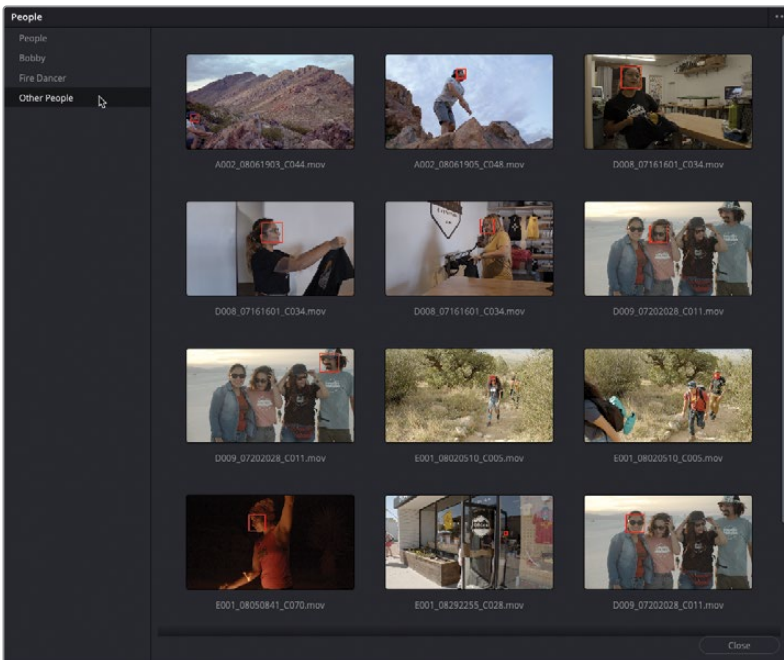 People
People
Bobby
Fire Dancer
Other People
A002_08061903_C044.mov
A002_08061905_C048.mov
D008_07161601_C034.mov
D008_07161601_C034.mov
D008_07161601_C034.mov
D009_07202028_C011.mov
D009_07202028_C011.mov
E001_08020510_C005.mov
E001_08020510_C005.mov
E001_08050841_C070.mov
E001_08292255_C028.mov
D009_07202028_C011.mov
Close